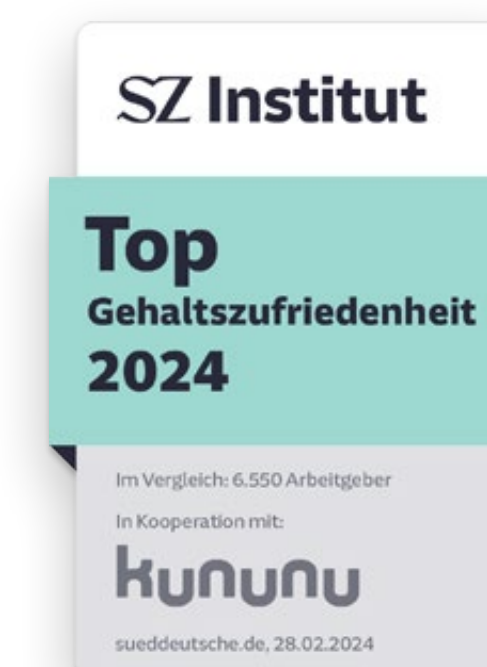 SZ Institut
Top
Gehaltszufriedenheit
2024
Im Vergleich: 6.550 Arbeitgeber
In Kooperation mit:
kununu
sueddeutsche.de, 28.02.2024